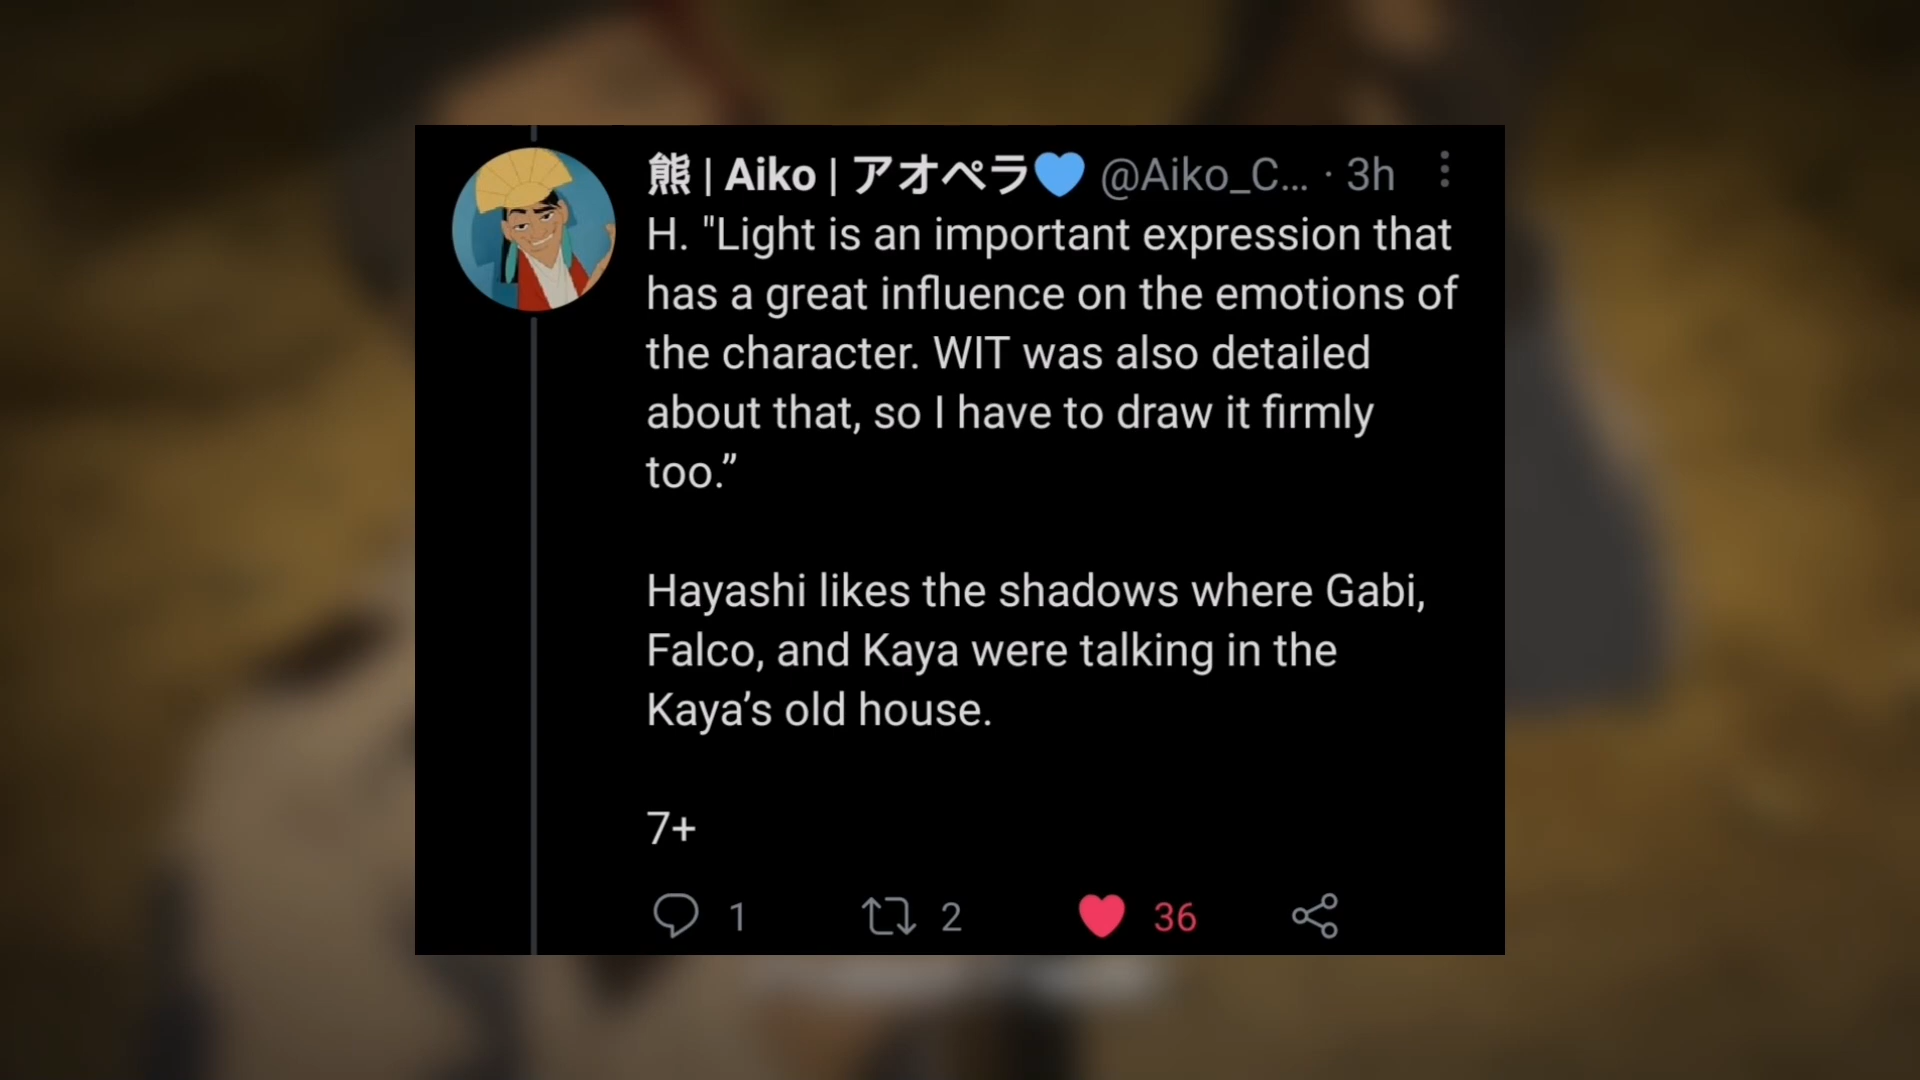 熊 | Aiko | アオペラ💙 @Aiko_C... · 3h
H. "Light is an important expression that
has a great influence on the emotions of
the character. WIT was also detailed
about that, so I have to draw it firmly
too.”
Hayashi likes the shadows where Gabi,
Falco, and Kaya were talking in the
Kaya’s old house.
7+
1 2 36